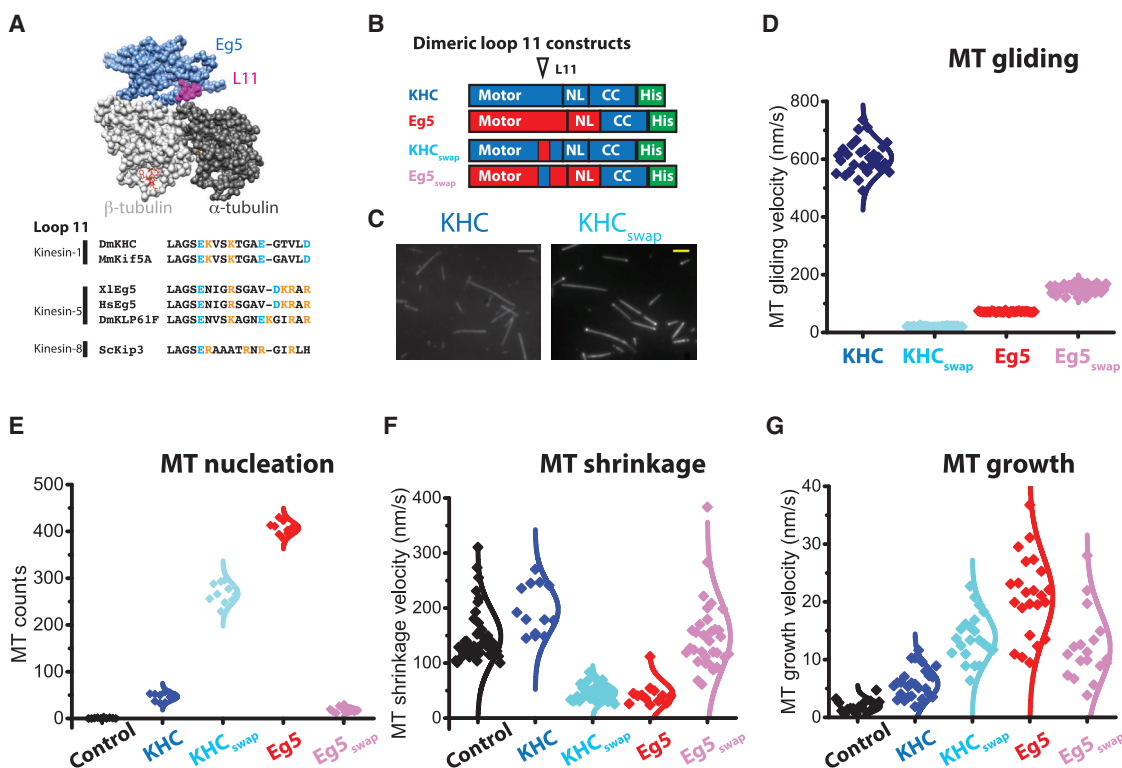 A
Eg5
L11
β-tubulin α-tubulin
Loop 11
Kinesin-1
DmKHC LAGSEKVSKTGAE-GTVLD
MmKif5A LAGSEKVSKTGAE-GAVLD
Kinesin-5
XlEg5 LAGSENIGRSGAV-DKRAR
HsEg5 LAGSENIGRSGAV-DKRAR
DmKLP61F LAGSENVSKAGNEKGIRAR
Kinesin-8
ScKip3 LAGSERAAATRNR-GIRLH
B
Dimeric loop 11 constructs
L11
KHC Motor NL CC His
Eg5 Motor NL CC His
KHCswap Motor NL CC His
Eg5swap Motor NL CC His
C
KHC KHCswap
D
MT gliding
MT gliding velocity (nm/s)
800
600
400
200
0
KHC KHCswap Eg5 Eg5swap
E
MT nucleation
MT counts
500
400
300
200
100
0
Control KHC KHCswap Eg5 Eg5swap
F
MT shrinkage
MT shrinkage velocity (nm/s)
400
300
200
100
0
Control KHC KHCswap Eg5 Eg5swap
G
MT growth
MT growth velocity (nm/s)
40
30
20
10
0
Control KHC KHCswap Eg5 Eg5swap